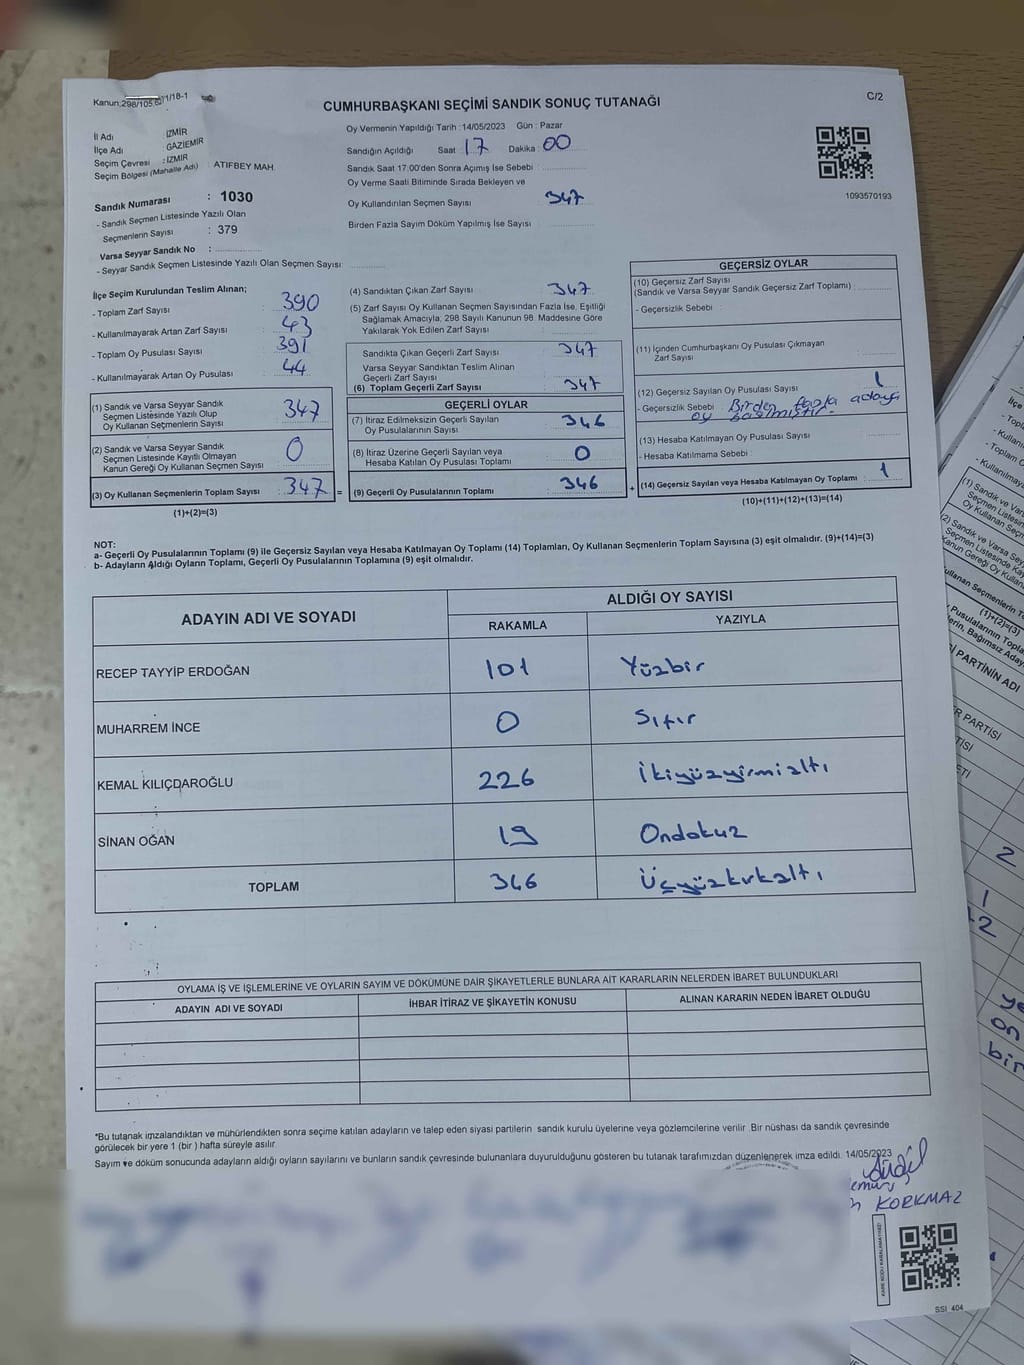 Kanun;298/105,6271/18-1
C/2
CUMHURBAŞKANI SEÇİMİ SANDIK SONUÇ TUTANAĞI
İl Adı İZMİR
İlçe Adı GAZİEMİR
Seçim Çevresi : İZMİR
Seçim Bölgesi (Mahalle Adı) : ATIFBEY MAH.
Sandık Numarası : 1030
- Sandık Seçmen Listesinde Yazılı Olan
Seçmenlerin Sayısı : 379
Varsa Seyyar Sandık No :
- Seyyar Sandık Seçmen Listesinde Yazılı Olan Seçmen Sayısı:
Oy Vermenin Yapıldığı Tarih : 14/05/2023 Gün : Pazar
Sandığın Açıldığı Saat : 17 Dakika : 00
Sandık Saat 17.00'den Sonra Açımış İse Sebebi :
Oy Verme Saati Bitiminde Sırada Bekleyen ve
Oy Kullandırılan Seçmen Sayısı 347
Birden Fazla Sayım Döküm Yapılmış İse Sayısı :
1093570193
İlçe Seçim Kurulundan Teslim Alınan;
- Toplam Zarf Sayısı : 390
- Kullanılmayarak Artan Zarf Sayısı : 43
- Toplam Oy Pusulası Sayısı : 391
- Kullanılmayarak Artan Oy Pusulası : 44
(1) Sandık ve Varsa Seyyar Sandık
Seçmen Listesinde Yazılı Olup
Oy Kullanan Seçmenlerin Sayısı : 347
(2) Sandık ve Varsa Seyyar Sandık
Seçmen Listesinde Kayıtlı Olmayan
Kanun Gereği Oy Kullanan Seçmen Sayısı 0
(3) Oy Kullanan Seçmenlerin Toplam Sayısı : 347 =
(1)+(2)=(3)
(4) Sandıktan Çıkan Zarf Sayısı : 347
(5) Zarf Sayısı Oy Kullanan Seçmen Sayısından Fazla İse, Eşitliği
Sağlamak Amacıyla, 298 Sayılı Kanunun 98. Maddesine Göre
Yakılarak Yok Edilen Zarf Sayısı :
Sandıkta Çıkan Geçerli Zarf Sayısı : 347
Varsa Seyyar Sandıktan Teslim Alınan
Geçerli Zarf Sayısı :
(6) Toplam Geçerli Zarf Sayısı : 347
GEÇERLİ OYLAR
(7) İtiraz Edilmeksizin Geçerli Sayılan
Oy Pusulalarının Sayısı : 346
(8) İtiraz Üzerine Geçerli Sayılan veya
Hesaba Katılan Oy Pusulası Toplamı : 0
(9) Geçerli Oy Pusulalarının Toplamı : 346 +
GEÇERSİZ OYLAR
(10) Geçersiz Zarf Sayısı
(Sandık ve Varsa Seyyar Sandık Geçersiz Zarf Toplamı) :
- Geçersizlik Sebebi :
(11) İçinden Cumhurbaşkanı Oy Pusulası Çıkmayan
Zarf Sayısı :
(12) Geçersiz Sayılan Oy Pusulası Sayısı : 1
- Geçersizlik Sebebi : Birden fazla adaya
oy basmıştır.
(13) Hesaba Katılmayan Oy Pusulası Sayısı :
- Hesaba Katılmama Sebebi :
(14) Geçersiz Sayılan veya Hesaba Katılmayan Oy Toplamı : 1
(10)+(11)+(12)+(13)=(14)
NOT:
a- Geçerli Oy Pusulalarının Toplamı (9) ile Geçersiz Sayılan veya Hesaba Katılmayan Oy Toplamı (14) Toplamları, Oy Kullanan Seçmenlerin Toplam Sayısına (3) eşit olmalıdır. (9)+(14)=(3)
b- Adayların Aldığı Oyların Toplamı, Geçerli Oy Pusulalarının Toplamına (9) eşit olmalıdır.
ADAYIN ADI VE SOYADI
ALDIĞI OY SAYISI
RAKAMLA YAZIYLA
RECEP TAYYİP ERDOĞAN 101 Yüzbir
MUHARREM İNCE 0 Sıfır
KEMAL KILIÇDAROĞLU 226 İkiyüzyirmialtı
SİNAN OĞAN 19 Ondokuz
TOPLAM 346 Üçyüzkırkaltı
OYLAMA İŞ VE İŞLEMLERİNE VE OYLARIN SAYIM VE DÖKÜMÜNE DAİR ŞİKAYETLERLE BUNLARA AİT KARARLARIN NELERDEN İBARET BULUNDUKLARI
ADAYIN ADI VE SOYADI İHBAR İTİRAZ VE ŞİKAYETİN KONUSU ALINAN KARARIN NEDEN İBARET OLDUĞU
*Bu tutanak imzalandıktan ve mühürlendikten sonra seçime katılan adayların ve talep eden siyasi partilerin sandık kurulu üyelerine veya gözlemcilerine verilir. Bir nüshası da sandık çevresinde
görülecek bir yere 1 (bir ) hafta süreyle asılır.
Sayım ve döküm sonucunda adayların aldığı oyların sayılarını ve bunların sandık çevresinde bulunanlara duyurulduğunu gösteren bu tutanak tarafımızdan düzenlenerek imza edildi. 14/05/2023
KORKMAZ
KARE KODU KARALAMAYINIZ!
SSI_404
(1)+(2)=(3)
İ PARTİNİN ADI
R PARTİSİ
2
1
12
on
bir